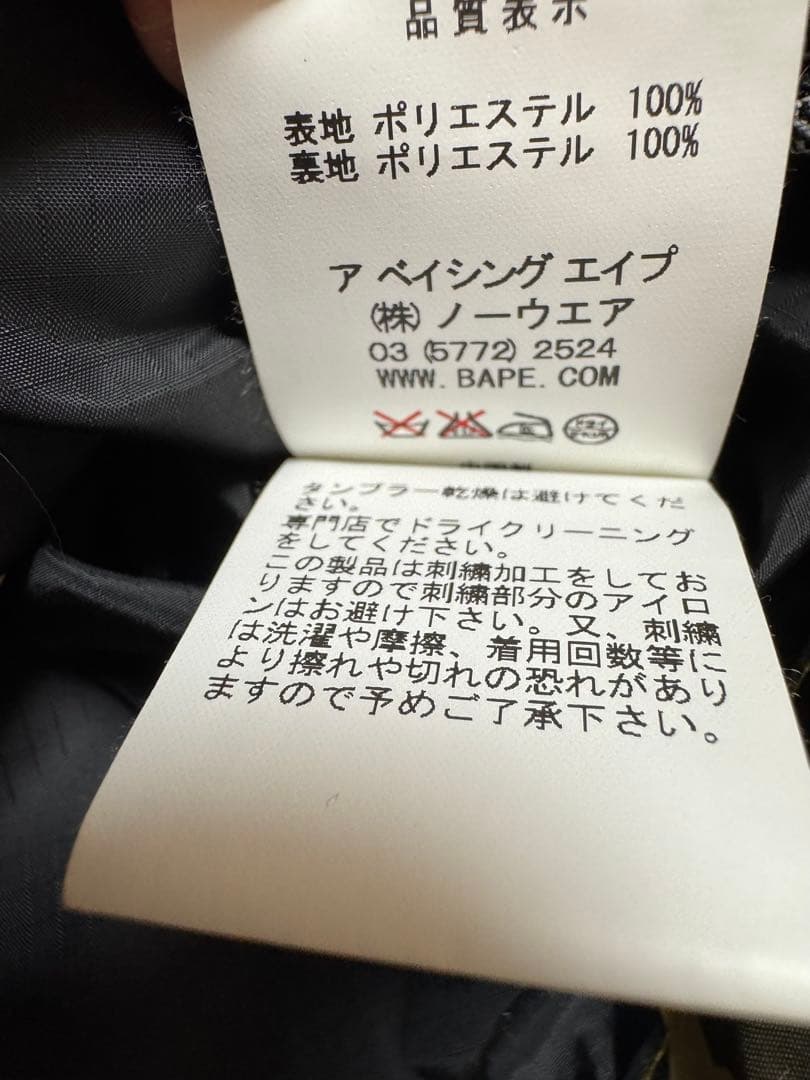 品質表示
表地 ポリエステル 100%
裏地 ポリエステル 100%
ア ベイシング エイプ
(株) ノーウエア
03 (5772) 2524
WWW.BAPE.COM
タンブラー乾燥は避けてくだ
さい。
専門店でドライクリーニング
をしてください。
この製品は刺繍加工をしてお
りますので刺繍部分のアイロ
ンはお避け下さい。又、刺繍
は洗濯や摩擦、着用回数等に
より擦れや切れの恐れがあり
ますので予めご了承下さい。